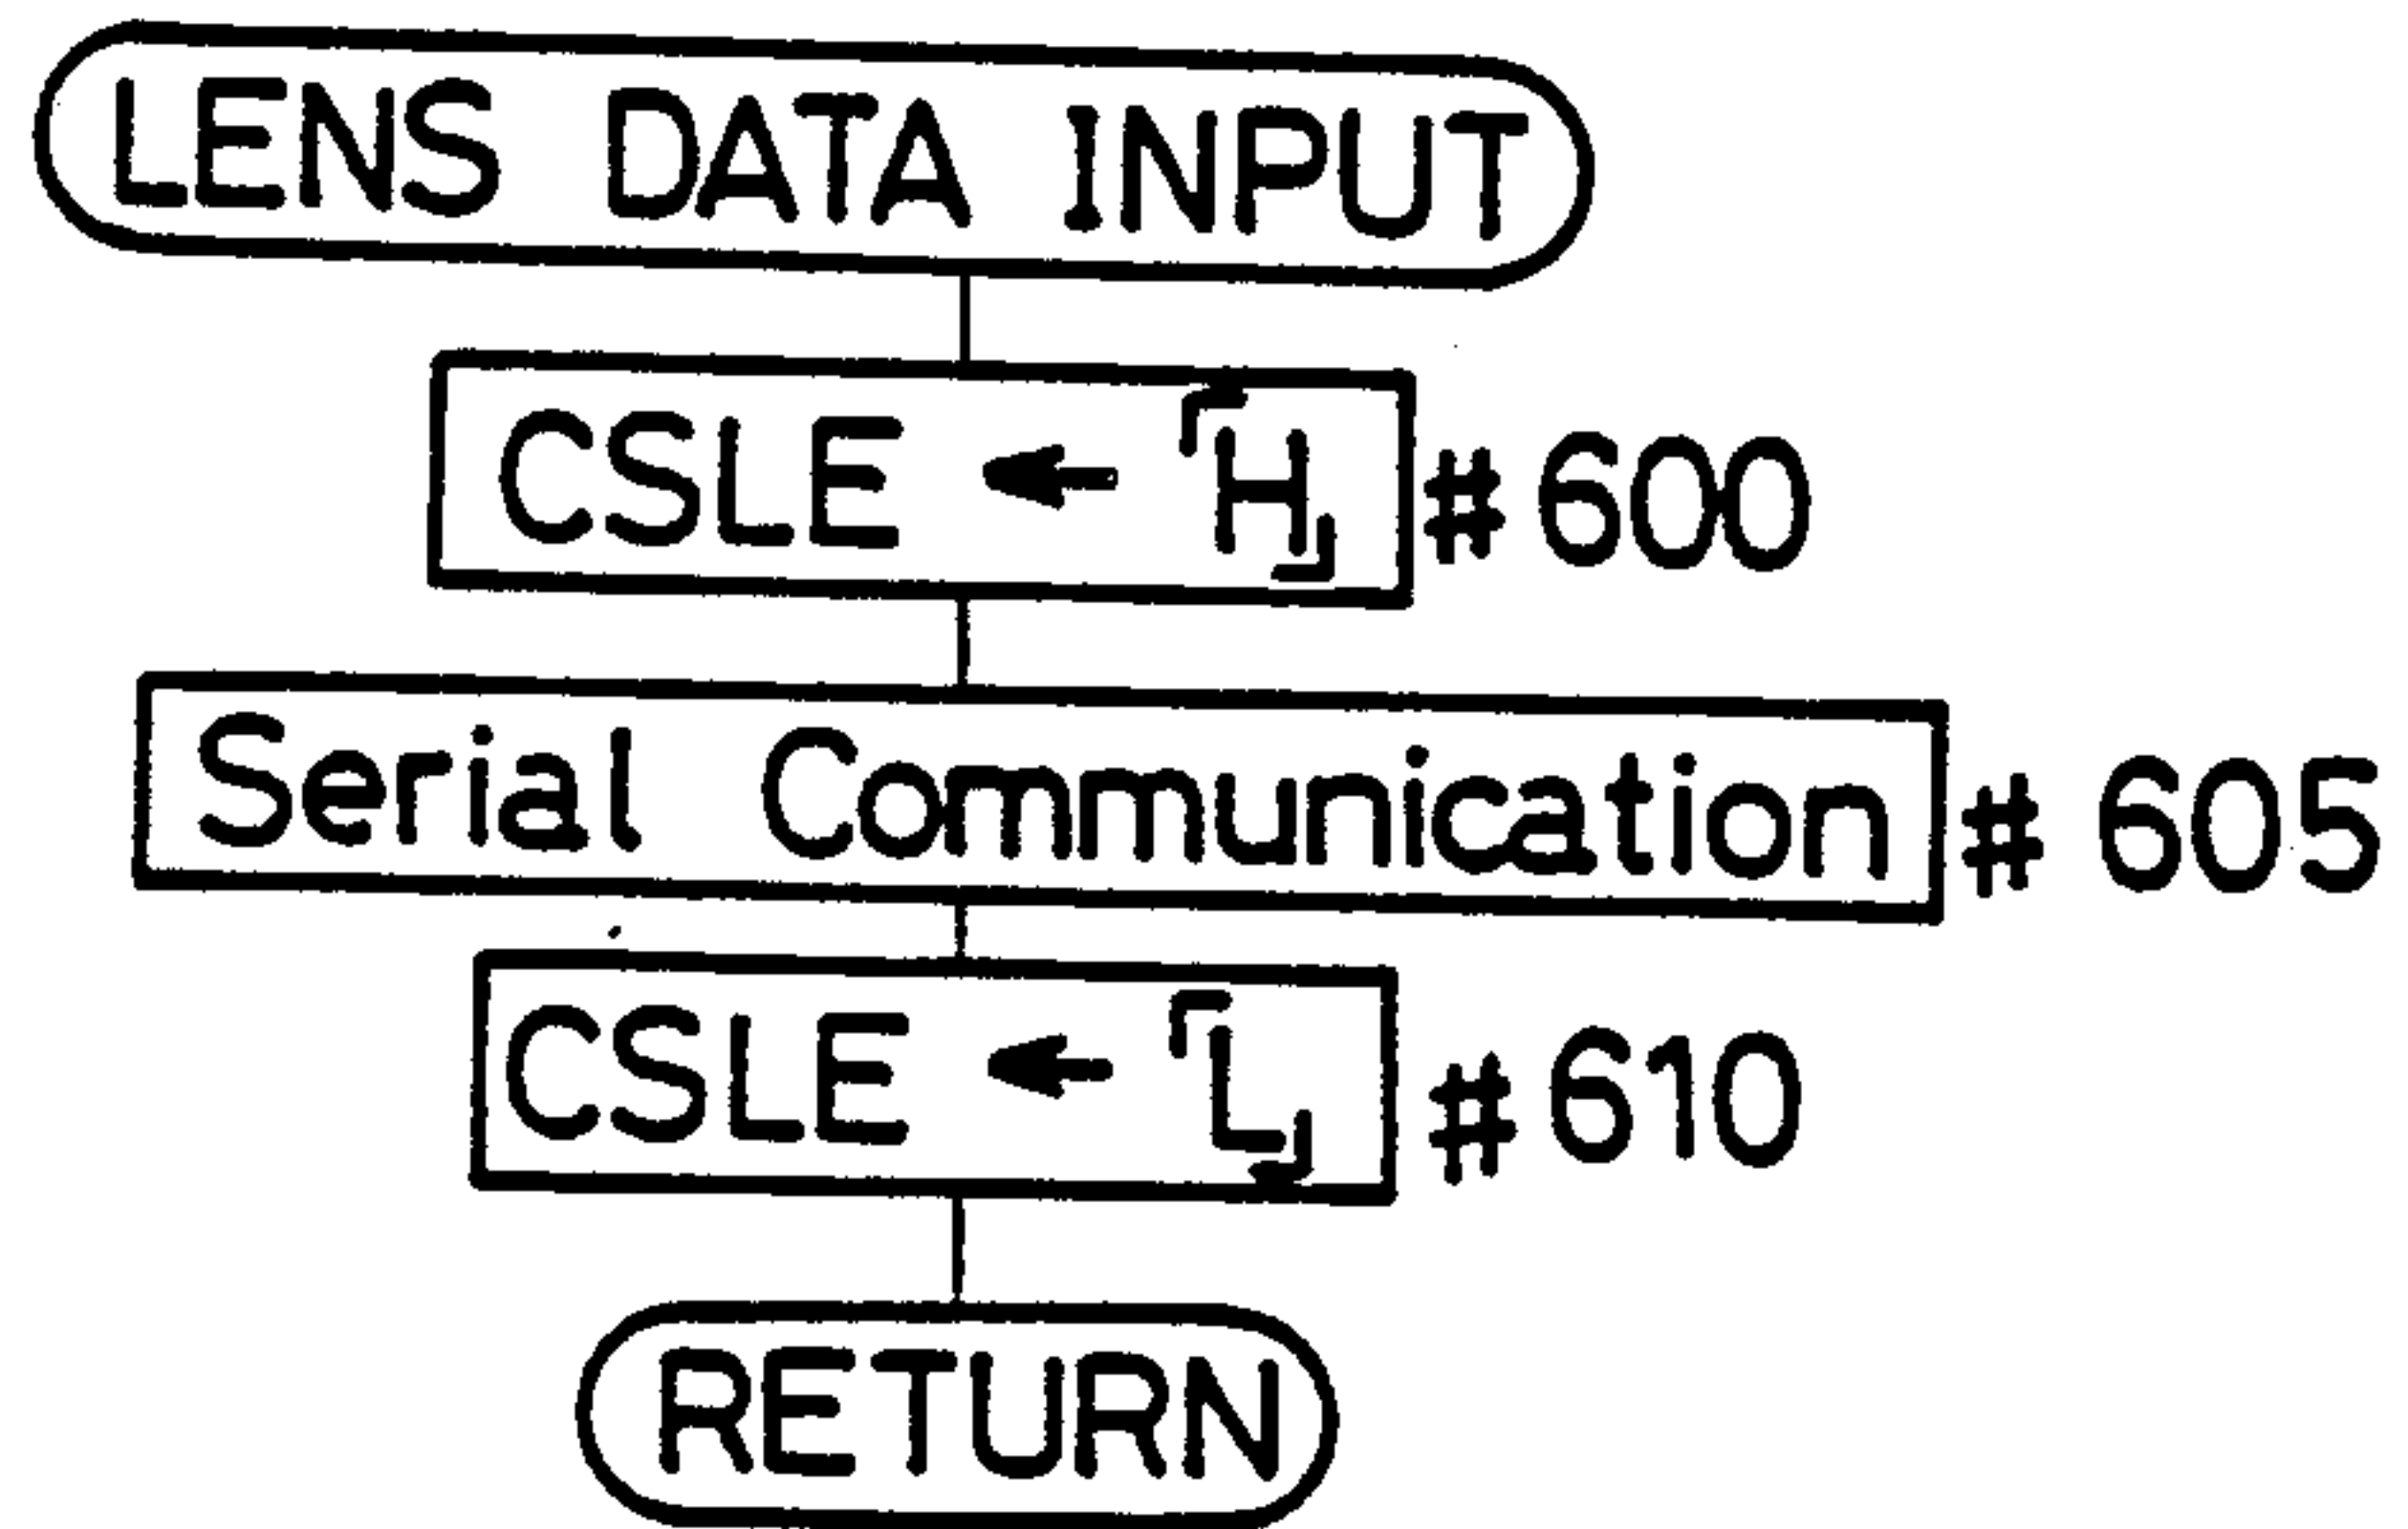 LENS DATA INPUT
CSLE ← 「H」 #600
Serial Communication # 605
CSLE ← 「L」 #610
RETURN